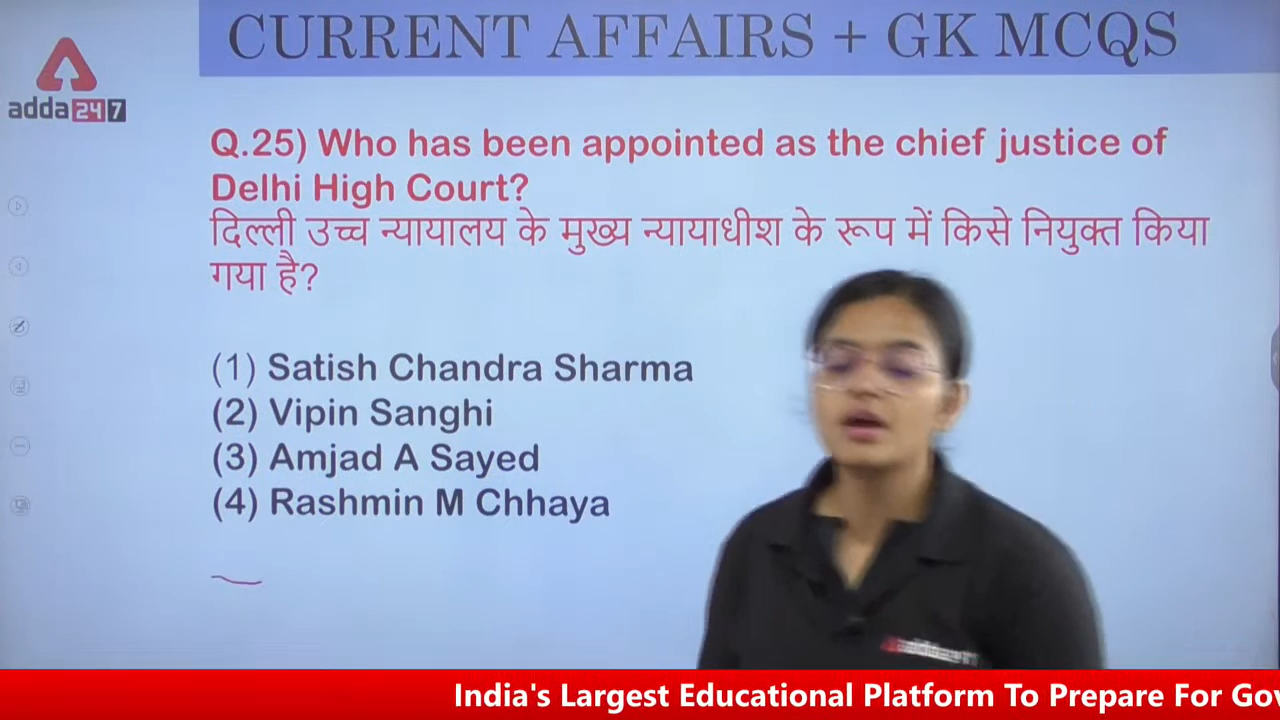 CURRENT AFFAIRS + GK MCQS
adda247
Q.25) Who has been appointed as the chief justice of
Delhi High Court?
दिल्ली उच्च न्यायालय के मुख्य न्यायाधीश के रूप में किसे नियुक्त किया
गया है?
(1) Satish Chandra Sharma
(2) Vipin Sanghi
(3) Amjad A Sayed
(4) Rashmin M Chhaya
India's Largest Educational Platform To Prepare For Gov